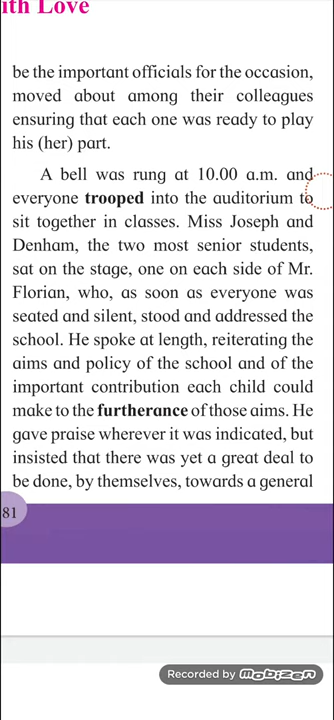 ith Love
be the important officials for the occasion,
moved about among their colleagues
ensuring that each one was ready to play
his (her) part.
A bell was rung at 10.00 a.m. and
everyone trooped into the auditorium to
sit together in classes. Miss Joseph and
Denham, the two most senior students,
sat on the stage, one on each side of Mr.
Florian, who, as soon as everyone was
seated and silent, stood and addressed the
school. He spoke at length, reiterating the
aims and policy of the school and of the
important contribution each child could
make to the furtherance of those aims. He
gave praise wherever it was indicated, but
insisted that there was yet a great deal to
be done, by themselves, towards a general
81
Recorded by mobizen